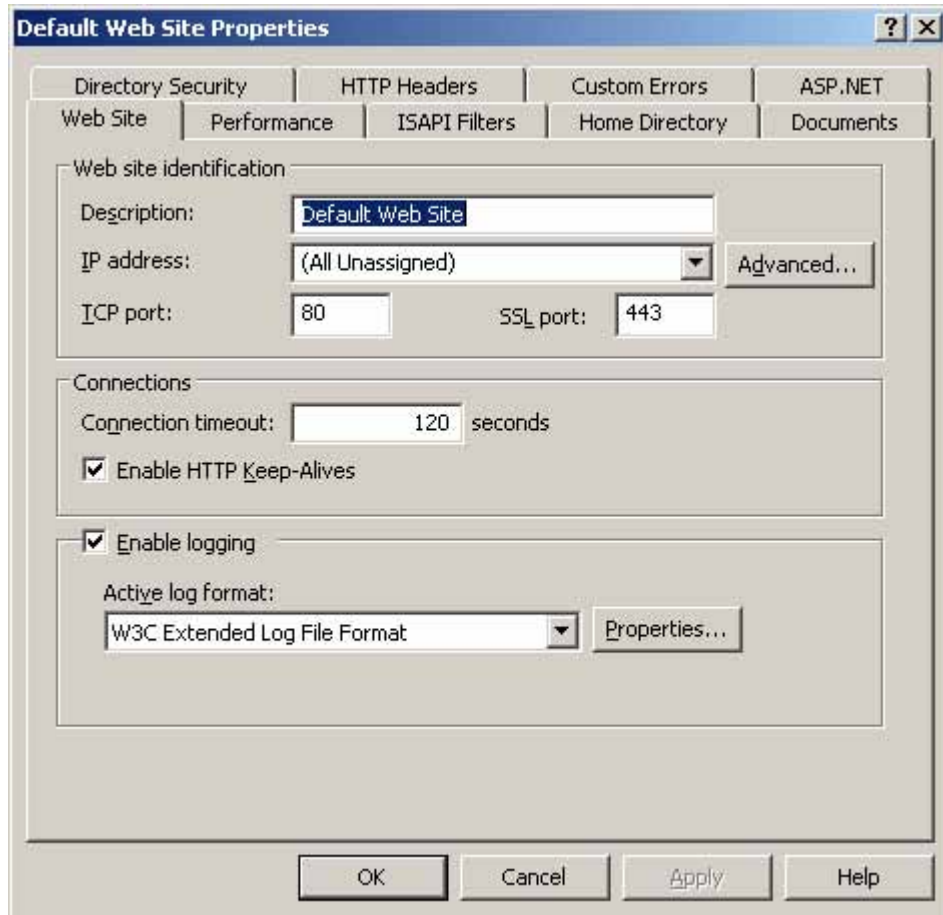 Default Web Site Properties
Directory Security HTTP Headers Custom Errors ASP.NET
Web Site Performance ISAPI Filters Home Directory Documents
Web site identification
Description: Default Web Site
IP address: (All Unassigned) Advanced...
TCP port: 80 SSL port: 443
Connections
Connection timeout: 120 seconds
Enable HTTP Keep-Alives
Enable logging
Active log format:
W3C Extended Log File Format Properties...
OK Cancel Apply Help